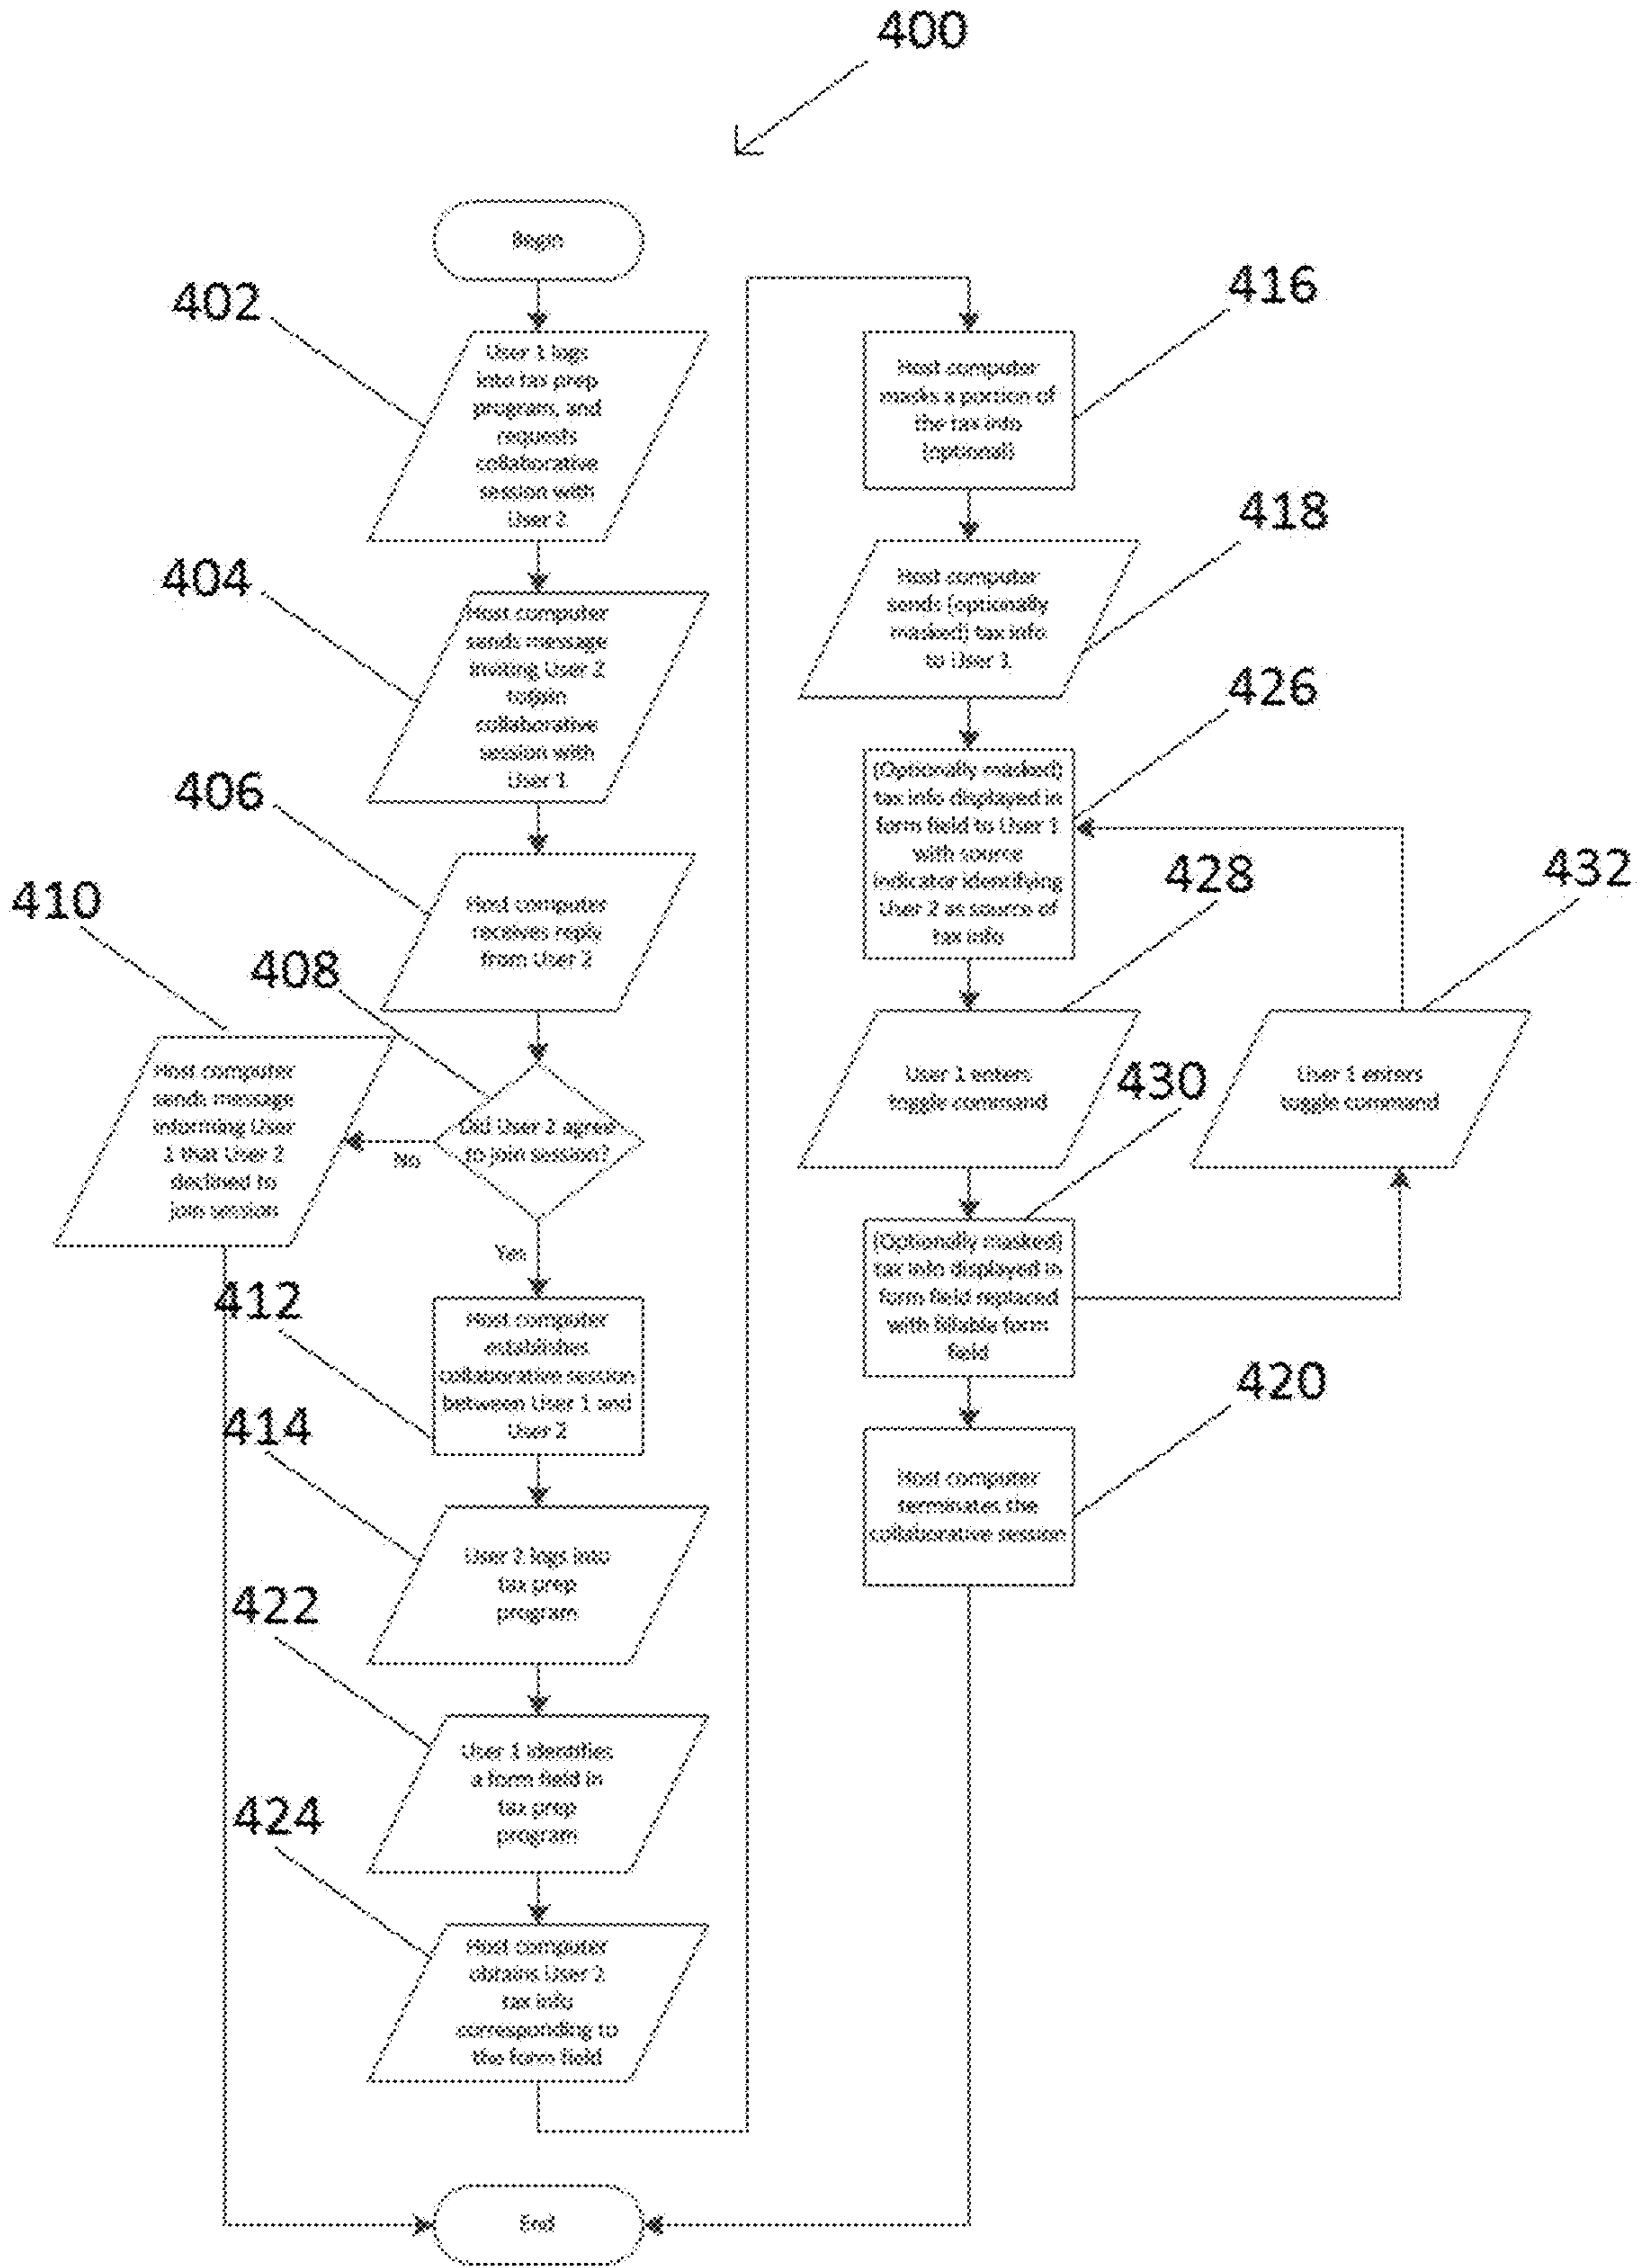 400
Begin
402
User 1 logs
into tax prep
program, and
requests
collaborative
session with
User 2
404
Host computer
sends message
inviting User 2
to join
collaborative
session with
User 1
406
Host computer
receives reply
from User 2
408
Did User 2 agree
to join session?
No
410
Host computer
sends message
informing User
1 that User 2
declined to
join session
Yes
412
Host computer
establishes
collaborative session
between User 1 and
User 2
414
User 2 logs into
tax prep
program
422
User 1 identifies
a form field in
tax prep
program
424
Host computer
obtains User 2
tax info
corresponding to
the form field
416
Host computer
masks a portion of
the tax info
(optional)
418
Host computer
sends (optionally
masked) tax info
to User 1
426
(Optionally masked)
tax info displayed in
form field to User 1
with source
indicator identifying
User 2 as source of
tax info
428
User 1 enters
toggle command
432
User 1 enters
toggle command
430
(Optionally masked)
tax info displayed in
form field replaced
with fillable form
field
420
Host computer
terminates the
collaborative session
End